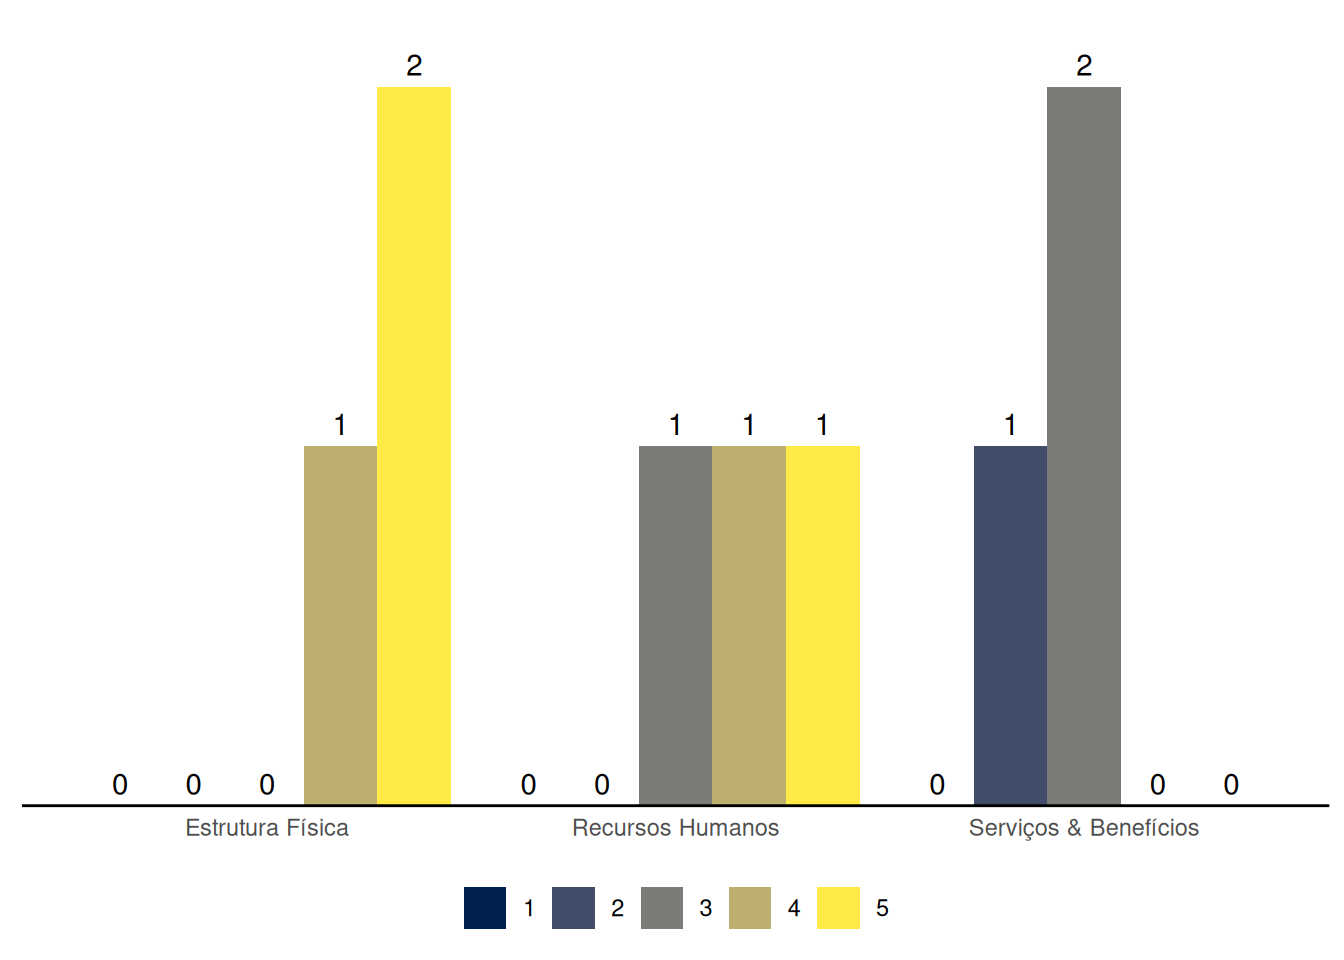 2 2
1 1 1 1 1
0 0 0 0 0 0 0 0
Estrutura Física Recursos Humanos Serviços & Benefícios
1 2 3 4 5